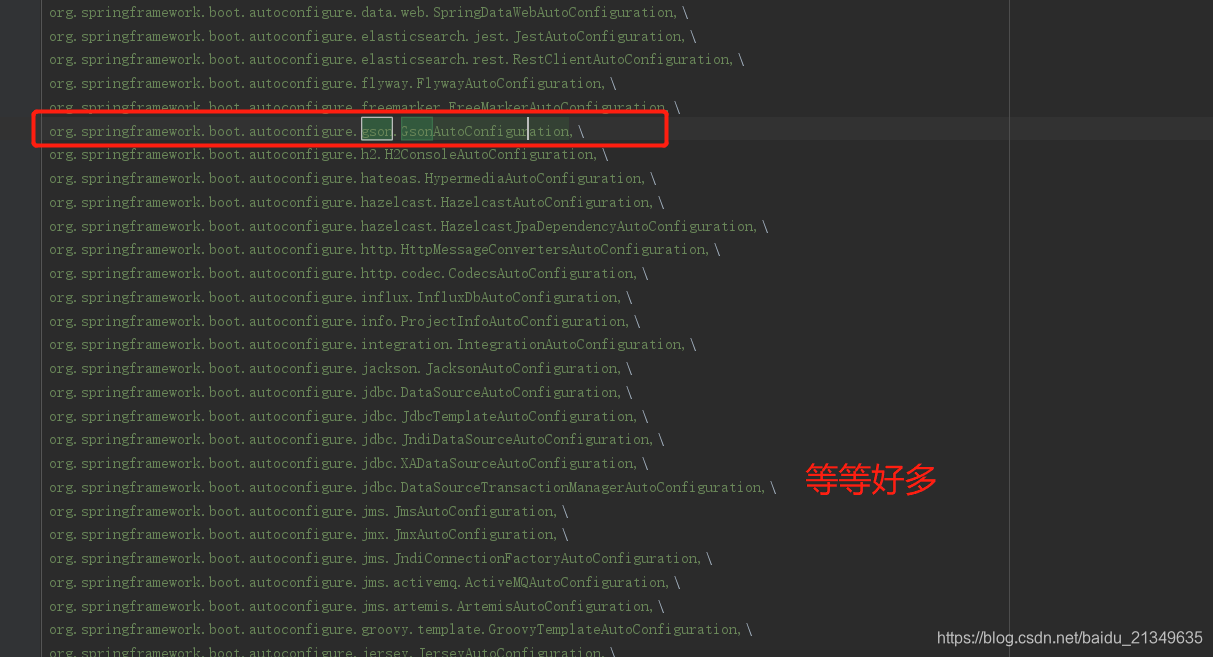 org.springframework.boot.autoconfigure.data.web.SpringDataWebAutoConfiguration,\
org.springframework.boot.autoconfigure.elasticsearch.jest.JestAutoConfiguration,\
org.springframework.boot.autoconfigure.elasticsearch.rest.RestClientAutoConfiguration,\
org.springframework.boot.autoconfigure.flyway.FlywayAutoConfiguration,\
org.springframework.boot.autoconfigure.freemarker.FreeMarkerAutoConfiguration,\
org.springframework.boot.autoconfigure.gson.GsonAutoConfiguration,\
org.springframework.boot.autoconfigure.h2.H2ConsoleAutoConfiguration,\
org.springframework.boot.autoconfigure.hateoas.HypermediaAutoConfiguration,\
org.springframework.boot.autoconfigure.hazelcast.HazelcastAutoConfiguration,\
org.springframework.boot.autoconfigure.hazelcast.HazelcastJpaDependencyAutoConfiguration,\
org.springframework.boot.autoconfigure.http.HttpMessageConvertersAutoConfiguration,\
org.springframework.boot.autoconfigure.http.codec.CodecsAutoConfiguration,\
org.springframework.boot.autoconfigure.influx.InfluxDbAutoConfiguration,\
org.springframework.boot.autoconfigure.info.ProjectInfoAutoConfiguration,\
org.springframework.boot.autoconfigure.integration.IntegrationAutoConfiguration,\
org.springframework.boot.autoconfigure.jackson.JacksonAutoConfiguration,\
org.springframework.boot.autoconfigure.jdbc.DataSourceAutoConfiguration,\
org.springframework.boot.autoconfigure.jdbc.JdbcTemplateAutoConfiguration,\
org.springframework.boot.autoconfigure.jdbc.JndiDataSourceAutoConfiguration,\
org.springframework.boot.autoconfigure.jdbc.XADataSourceAutoConfiguration,\
等等好多
org.springframework.boot.autoconfigure.jdbc.DataSourceTransactionManagerAutoConfiguration,\
org.springframework.boot.autoconfigure.jms.JmsAutoConfiguration,\
org.springframework.boot.autoconfigure.jmx.JmxAutoConfiguration,\
org.springframework.boot.autoconfigure.jms.JndiConnectionFactoryAutoConfiguration,\
org.springframework.boot.autoconfigure.jms.activemq.ActiveMQAutoConfiguration,\
org.springframework.boot.autoconfigure.jms.artemis.ArtemisAutoConfiguration,\
org.springframework.boot.autoconfigure.groovy.template.GroovyTemplateAutoConfiguration,\
https://blog.csdn.net/baidu_21349635
org.springframework.boot.autoconfigure.jersey.JerseyAutoConfiguration,\